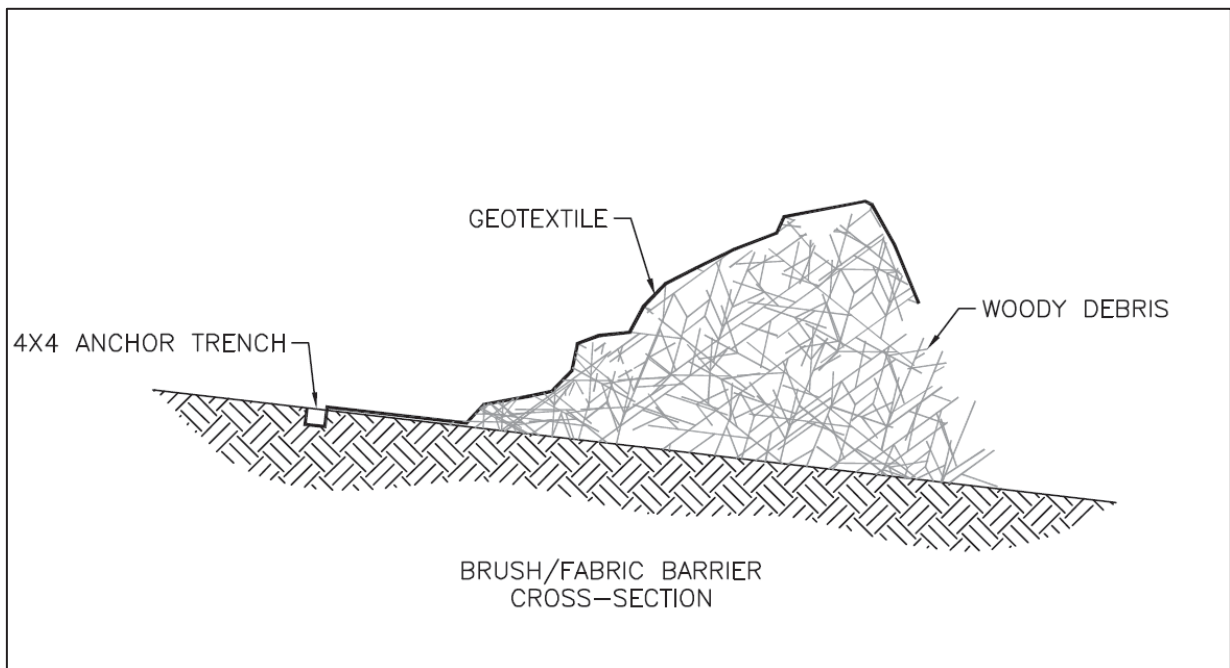 GEOTEXTILE
WOODY DEBRIS
4X4 ANCHOR TRENCH
BRUSH/FABRIC BARRIER
CROSS-SECTION